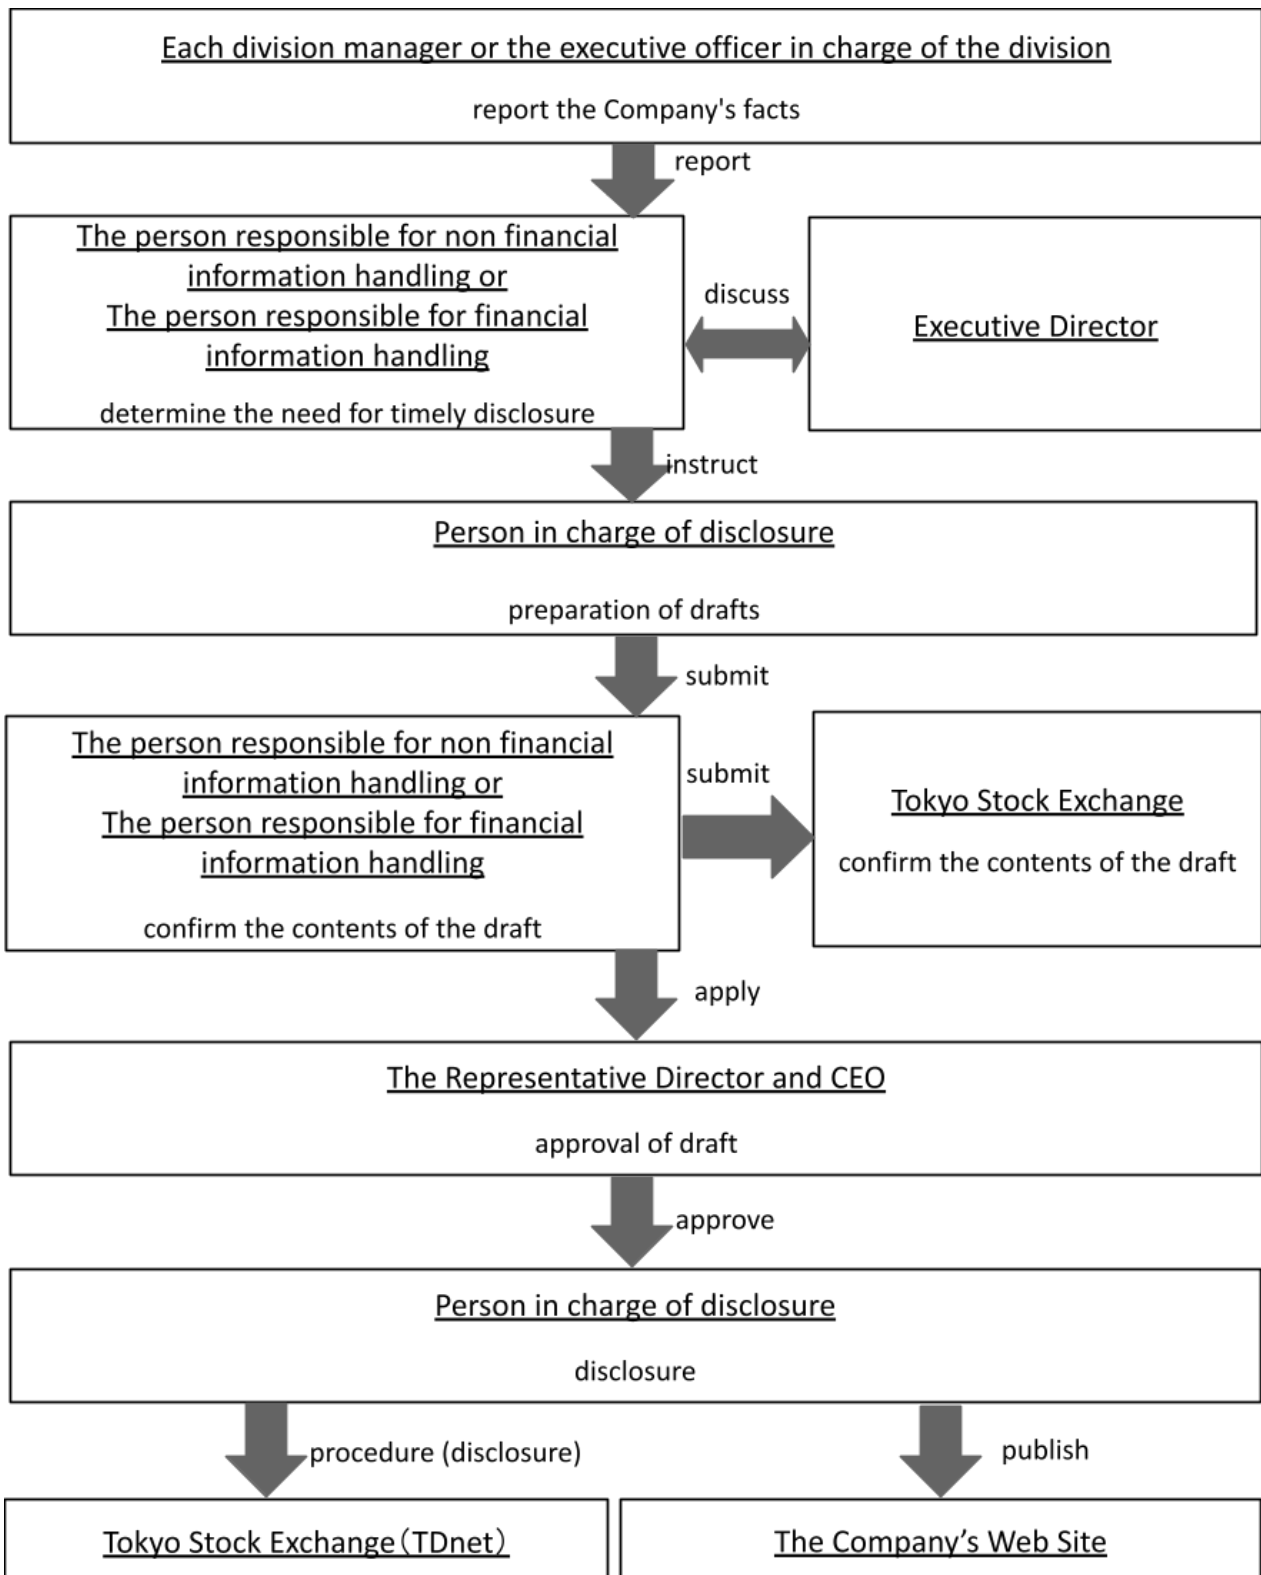 Each division manager or the executive officer in charge of the division
report the Company's facts
report
The person responsible for non financial
information handling or
The person responsible for financial
information handling
determine the need for timely disclosure
discuss
Executive Director
instruct
Person in charge of disclosure
preparation of drafts
submit
The person responsible for non financial
information handling or
The person responsible for financial
information handling
confirm the contents of the draft
submit
Tokyo Stock Exchange
confirm the contents of the draft
apply
The Representative Director and CEO
approval of draft
approve
Person in charge of disclosure
disclosure
procedure (disclosure)
publish
Tokyo Stock Exchange(TDnet)
The Company’s Web Site